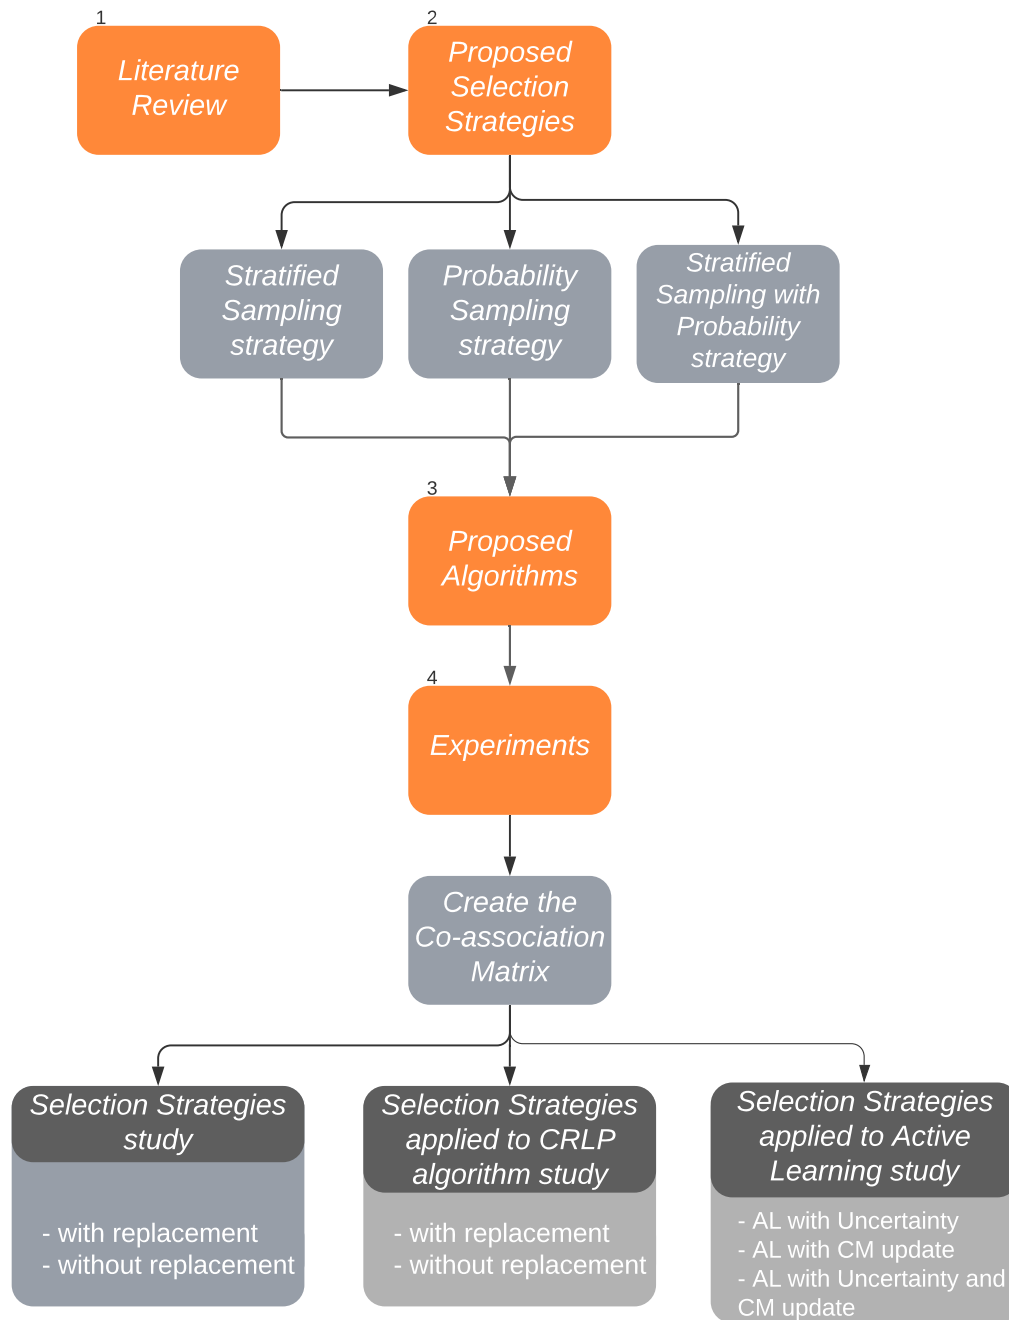 1
Literature
Review
2
Proposed
Selection
Strategies
Stratified
Sampling
strategy
Probability
Sampling
strategy
Stratified
Sampling with
Probability
strategy
3
Proposed
Algorithms
4
Experiments
Create the
Co-association
Matrix
Selection Strategies
study
- with replacement
- without replacement
Selection Strategies
applied to CRLP
algorithm study
- with replacement
- without replacement
Selection Strategies
applied to Active
Learning study
- AL with Uncertainty
- AL with CM update
- AL with Uncertainty and
CM update